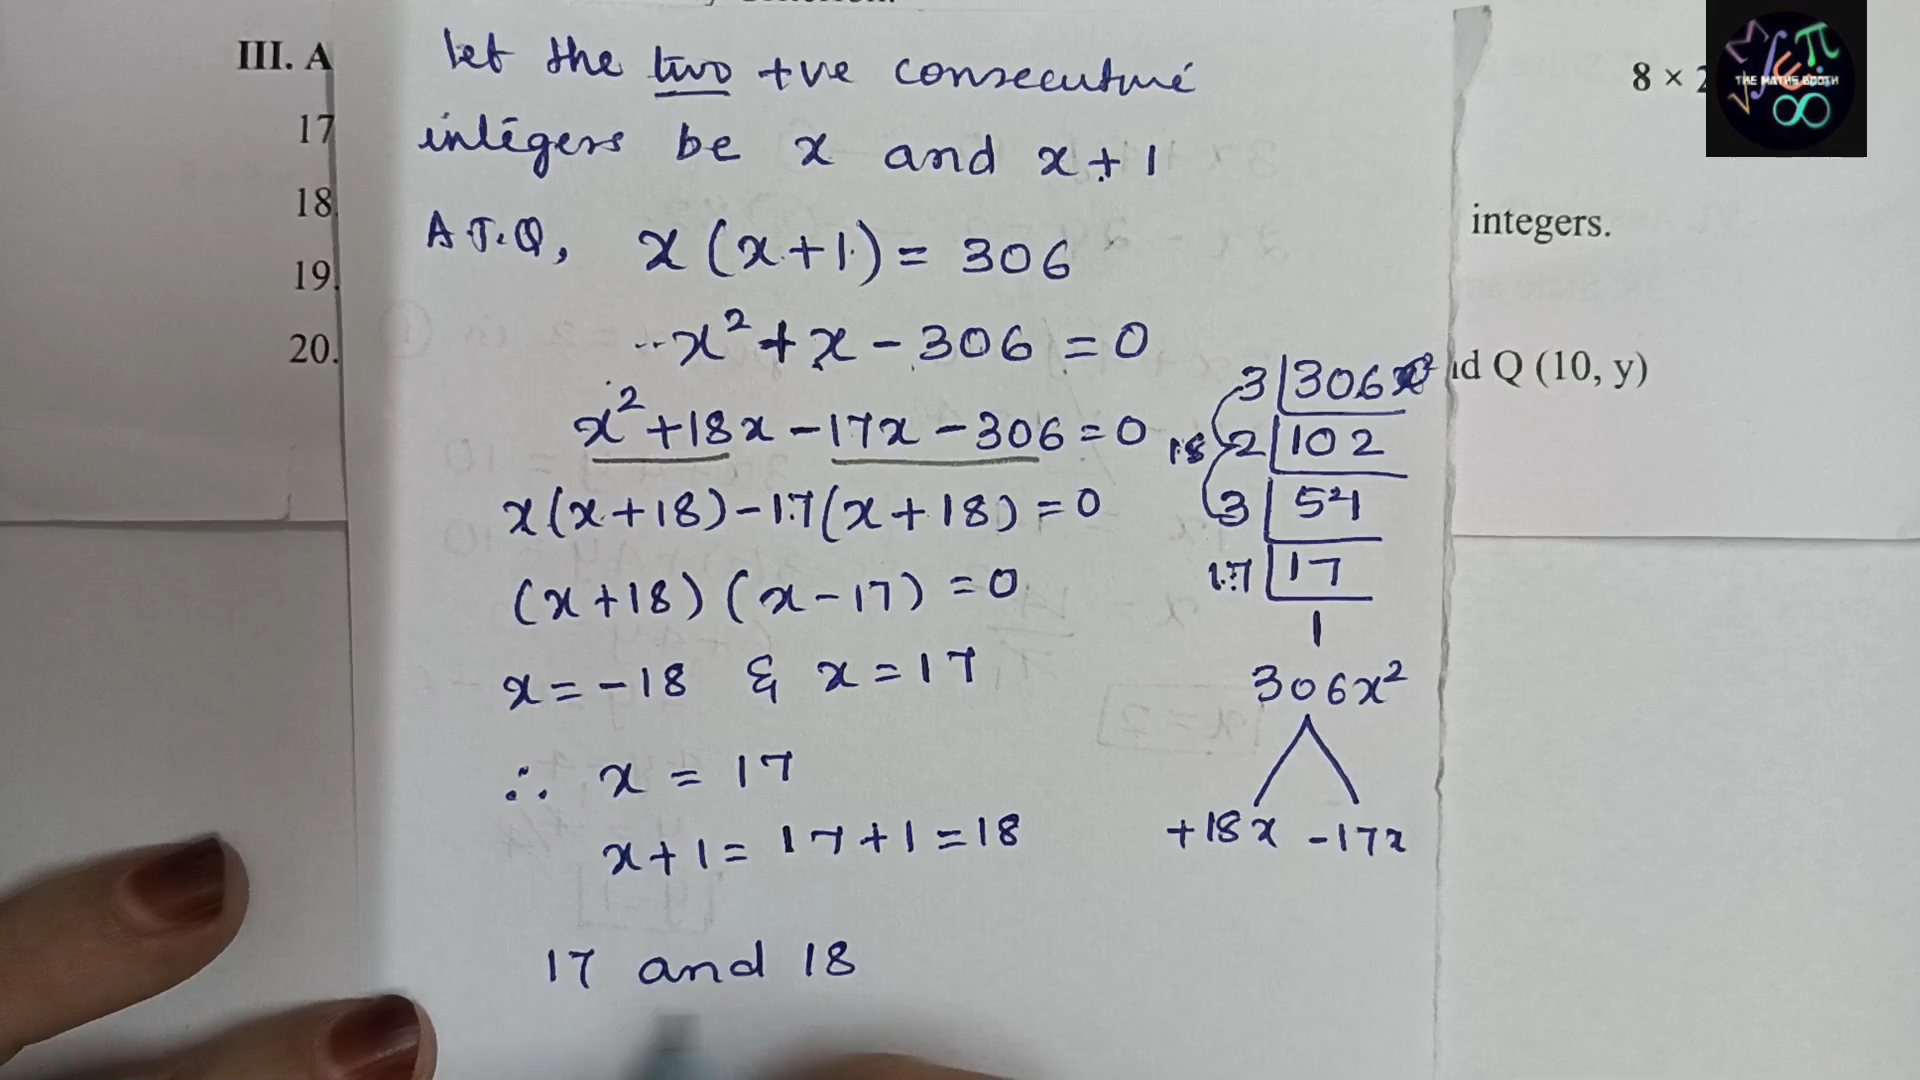 III. A
17
18
19.
20.
let the two +ve consecutive
integers be x and x + 1
A.T.Q, x (x+1) = 306
x² + x - 306 = 0
x² + 18x - 17x - 306 = 0
x(x+18) - 17(x+18) = 0
(x+18) (x-17) = 0
x = -18 & x = 17
∴ x = 17
x+1 = 17+1 = 18
17 and 18
3 | 306x²
18 2 | 102
3 | 51
17 | 17
1
306x²
+18x -17x
8 × 2
THE MATHS BOOTH
integers.
id Q (10, y)